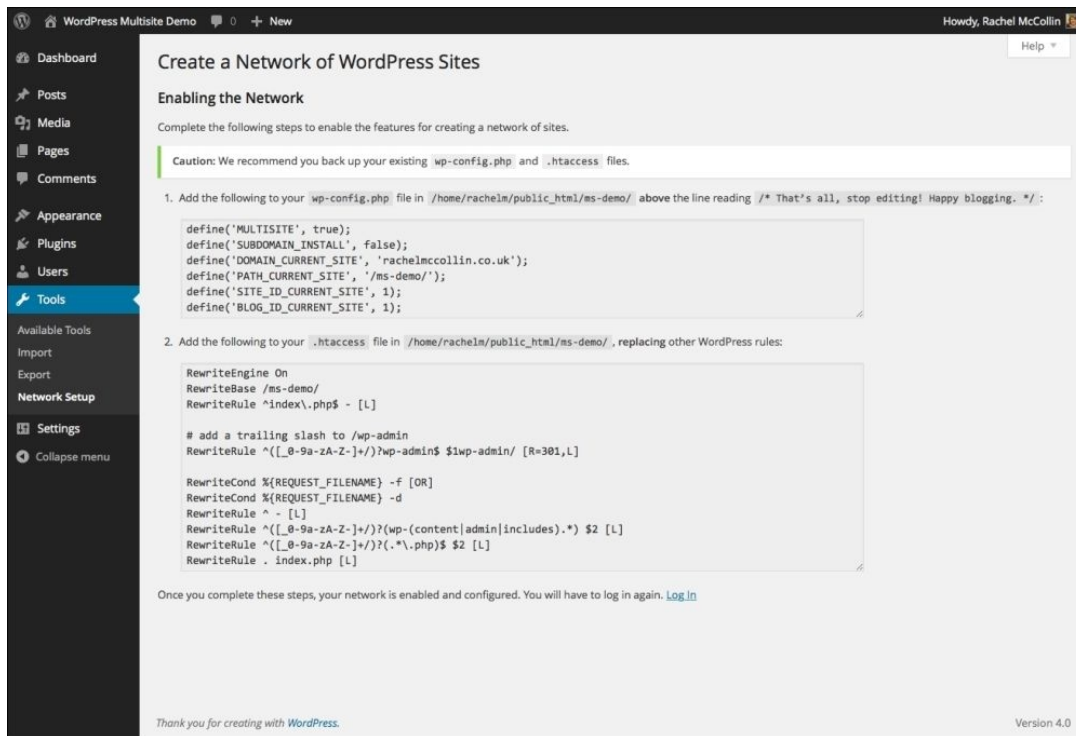 WordPress Multisite Demo 0 + New Howdy, Rachel McCollin
Help
Dashboard
Posts
Media
Pages
Comments
Appearance
Plugins
Users
Tools
Available Tools
Import
Export
Network Setup
Settings
Collapse menu
Create a Network of WordPress Sites
Enabling the Network
Complete the following steps to enable the features for creating a network of sites.
Caution: We recommend you back up your existing wp-config.php and .htaccess files.
1. Add the following to your wp-config.php file in /home/rachelm/public_html/ms-demo/ above the line reading /* That's all, stop editing! Happy blogging. */ :
define('MULTISITE', true);
define('SUBDOMAIN_INSTALL', false);
define('DOMAIN_CURRENT_SITE', 'rachelmccollin.co.uk');
define('PATH_CURRENT_SITE', '/ms-demo/');
define('SITE_ID_CURRENT_SITE', 1);
define('BLOG_ID_CURRENT_SITE', 1);
2. Add the following to your .htaccess file in /home/rachelm/public_html/ms-demo/ , replacing other WordPress rules:
RewriteEngine On
RewriteBase /ms-demo/
RewriteRule ^index\.php$ - [L]
# add a trailing slash to /wp-admin
RewriteRule ^([_0-9a-zA-Z-]+/)?wp-admin$ $1wp-admin/ [R=301,L]
RewriteCond %{REQUEST_FILENAME} -f [OR]
RewriteCond %{REQUEST_FILENAME} -d
RewriteRule ^ - [L]
RewriteRule ^([_0-9a-zA-Z-]+/)?(wp-(content|admin|includes).*) $2 [L]
RewriteRule ^([_0-9a-zA-Z-]+/)?(.*\.php)$ $2 [L]
RewriteRule . index.php [L]
Once you complete these steps, your network is enabled and configured. You will have to log in again. Log In
Thank you for creating with WordPress. Version 4.0